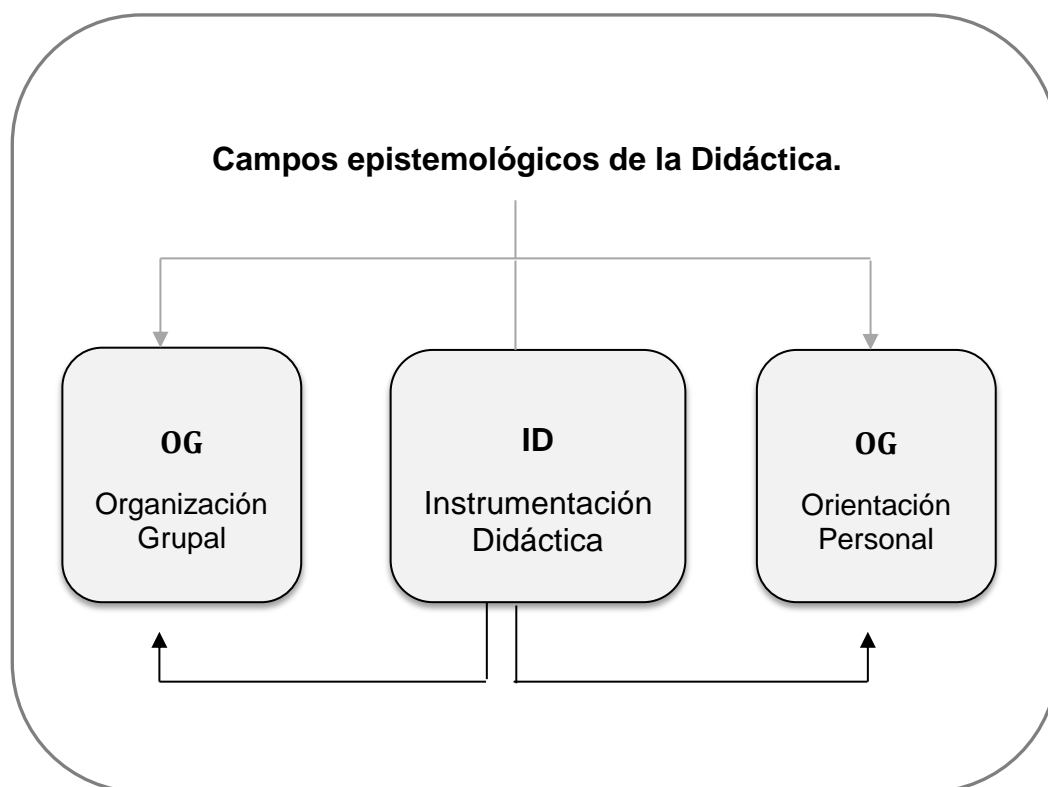 Campos epistemológicos de la Didáctica.
OG
Organización
Grupal
ID
Instrumentación
Didáctica
OG
Orientación
Personal